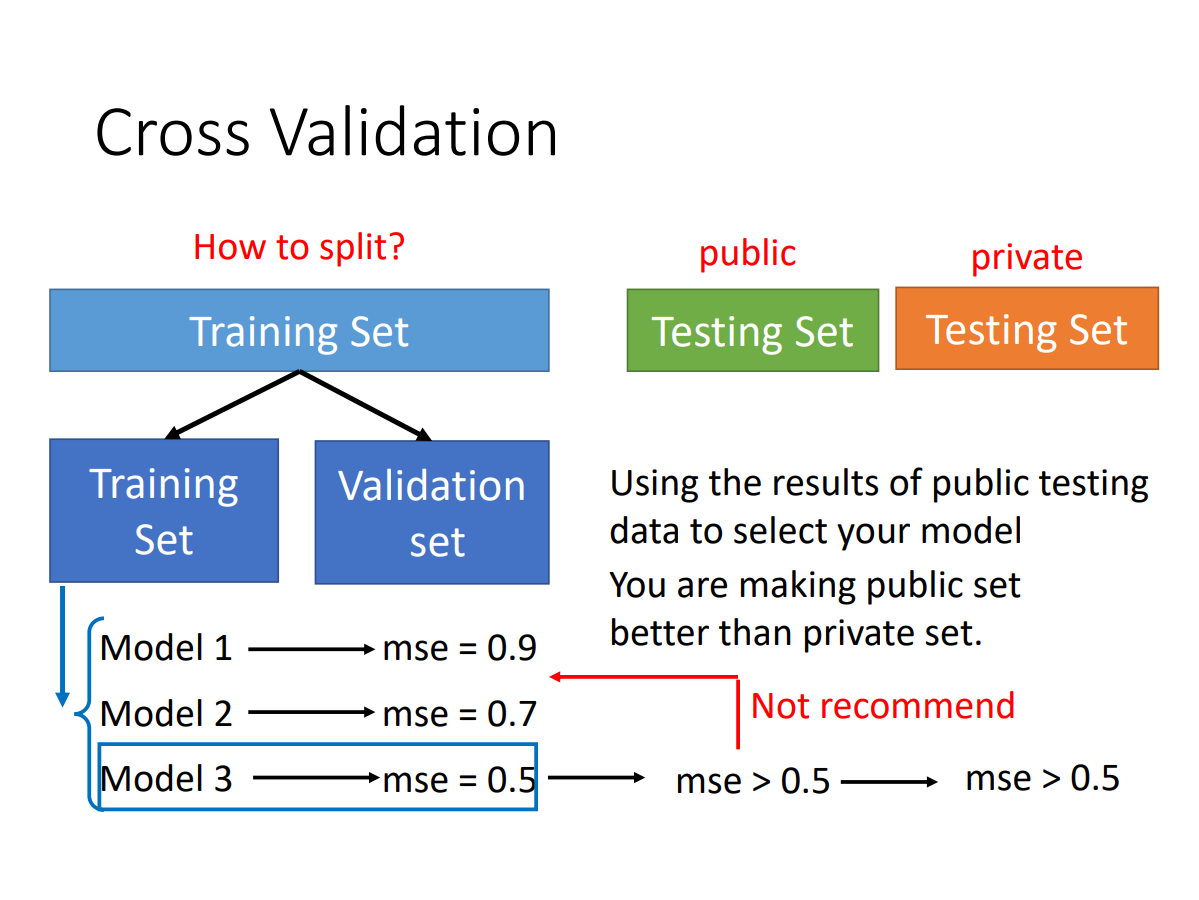 Cross Validation
How to split?
public
private
Training Set
Testing Set
Testing Set
Training
Set
Validation
set
Using the results of public testing
data to select your model
You are making public set
better than private set.
Model 1
mse = 0.9
Model 2
mse = 0.7
Not recommend
Model 3
mse = 0.5
mse > 0.5
mse > 0.5